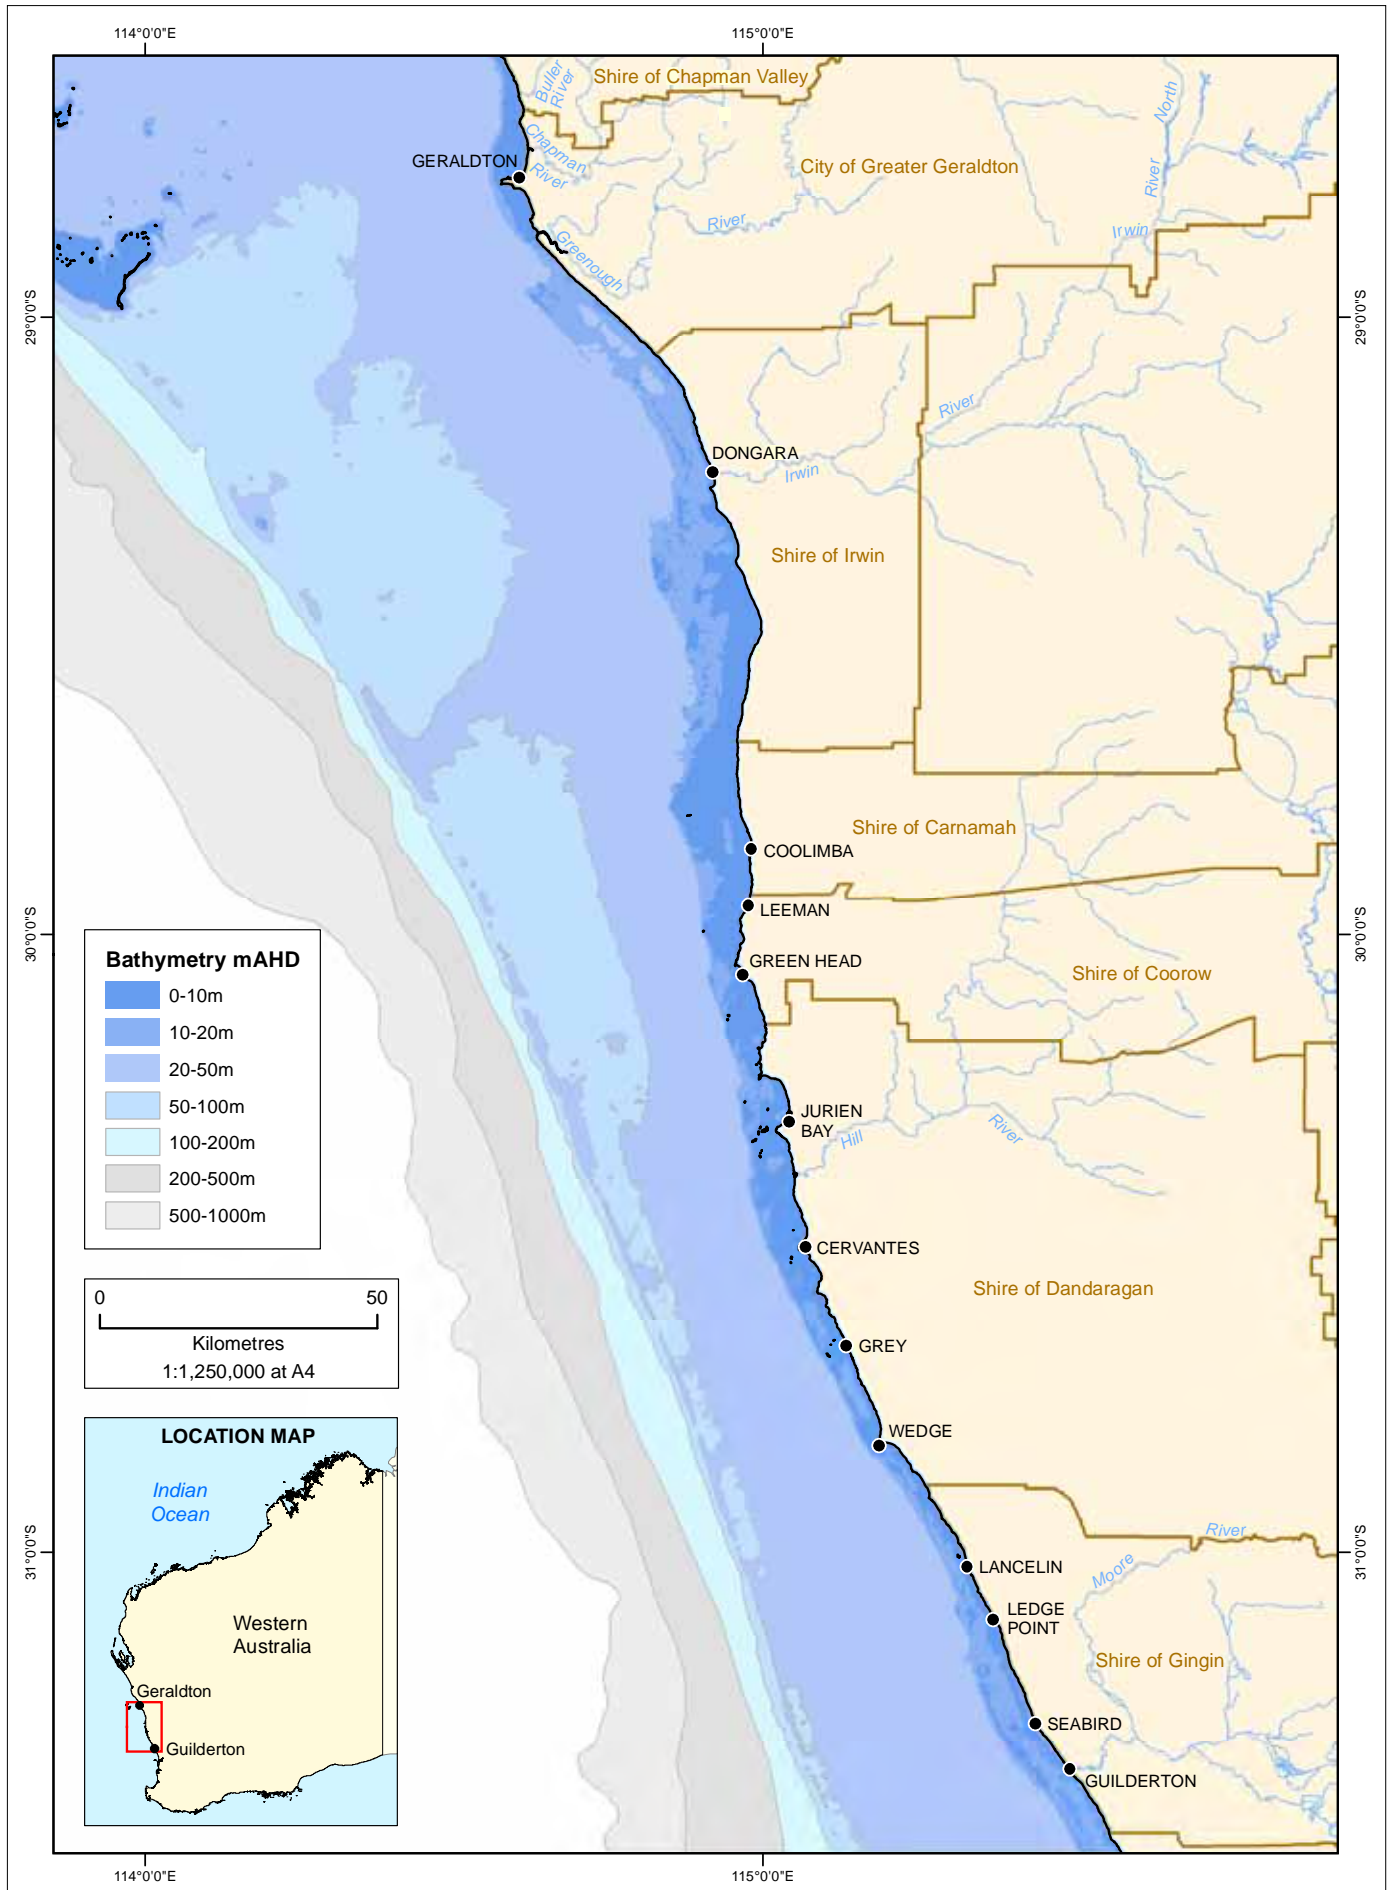 114°0'0"E
115°0'0"E
Shire of Chapman Valley
Buller
River
North
Chapman
River
GERALDTON
City of Greater Geraldton
River
River
Irwin
Greenough
29°0'0"S
29°0'0"S
River
DONGARA
Irwin
Shire of Irwin
Shire of Carnamah
COOLIMBA
LEEMAN
30°0'0"S
30°0'0"S
GREEN HEAD
Shire of Coorow
Bathymetry mAHD
0-10m
10-20m
20-50m
50-100m
100-200m
200-500m
500-1000m
JURIEN
BAY
Hill
River
CERVANTES
Shire of Dandaragan
0
50
Kilometres
1:1,250,000 at A4
GREY
WEDGE
LOCATION MAP
Indian
Ocean
Western
Australia
Geraldton
Guilderton
31°0'0"S
31°0'0"S
River
Moore
LANCELIN
LEDGE
POINT
Shire of Gingin
SEABIRD
GUILDERTON
114°0'0"E
115°0'0"E